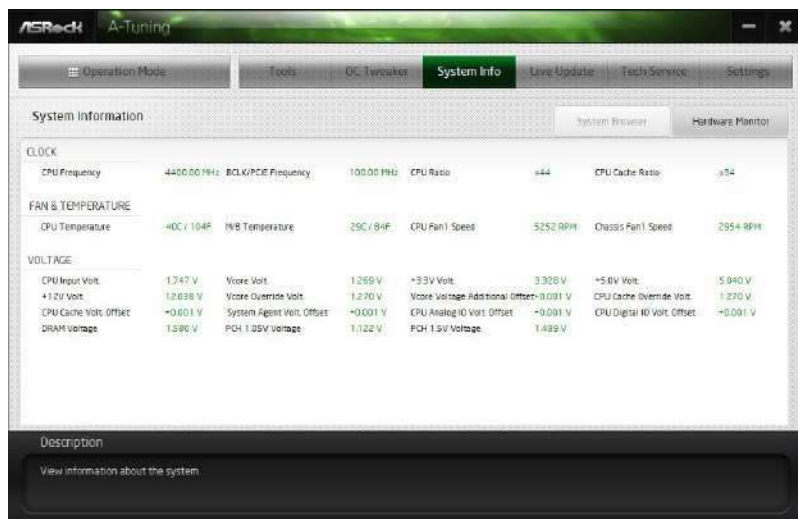 ASRock A-Tuning
Operation Mode Tools OC Tweaker System Info Live Update Tech Service Settings
System Information System Browser Hardware Monitor
CLOCK
CPU Frequency 4400.00 MHz BCLK/PCIE Frequency 100.00 MHz CPU Ratio x44 CPU Cache Ratio x34
FAN & TEMPERATURE
CPU Temperature 40C / 104F M/B Temperature 29C / 84F CPU Fan1 Speed 5252 RPM Chassis Fan1 Speed 2954 RPM
VOLTAGE
CPU Input Volt. 1.747 V Vcore Volt. 1.269 V +3.3V Volt. 3.328 V +5.0V Volt. 5.040 V
+12V Volt. 12.038 V Vcore Override Volt. 1.270 V Vcore Voltage Additional Offset +0.001 V CPU Cache Override Volt. 1.270 V
CPU Cache Volt. Offset +0.001 V System Agent Volt. Offset +0.001 V CPU Analog IO Volt. Offset +0.001 V CPU Digital IO Volt. Offset +0.001 V
DRAM Voltage PCH 1.05V Voltage 1.122 V PCH 1.5V Voltage 1.499 V
Description
View information about the system.